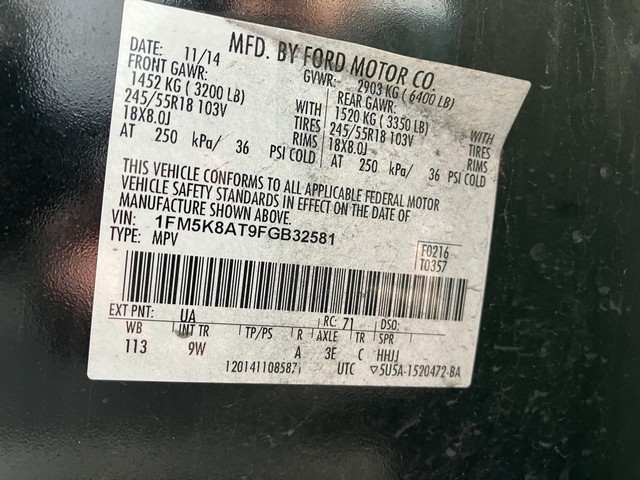 MFD. BY FORD MOTOR CO.
DATE: 11/14 GVWR: 2903 KG (6400 LB)
FRONT GAWR: REAR GAWR:
1452 KG (3200 LB) 1520 KG (3350 LB)
245/55R18 103V WITH TIRES 245/55R18 103V WITH TIRES
18X8.0J RIMS 18X8.0J RIMS
AT 250 kPa/ 36 PSI COLD AT 250 kPa/ 36 PSI COLD
THIS VEHICLE CONFORMS TO ALL APPLICABLE FEDERAL MOTOR
VEHICLE SAFETY STANDARDS IN EFFECT ON THE DATE OF
MANUFACTURE SHOWN ABOVE.
VIN: 1FM5K8AT9FGB32581
TYPE: MPV
F0216
T0357
EXT PNT: UA RC: 71 DSO:
WB INT TR TP/PS R AXLE TR SPR
113 9W A 3E C HHJJ
12014110858​71 UTC ▽5U5A-1520472-BA